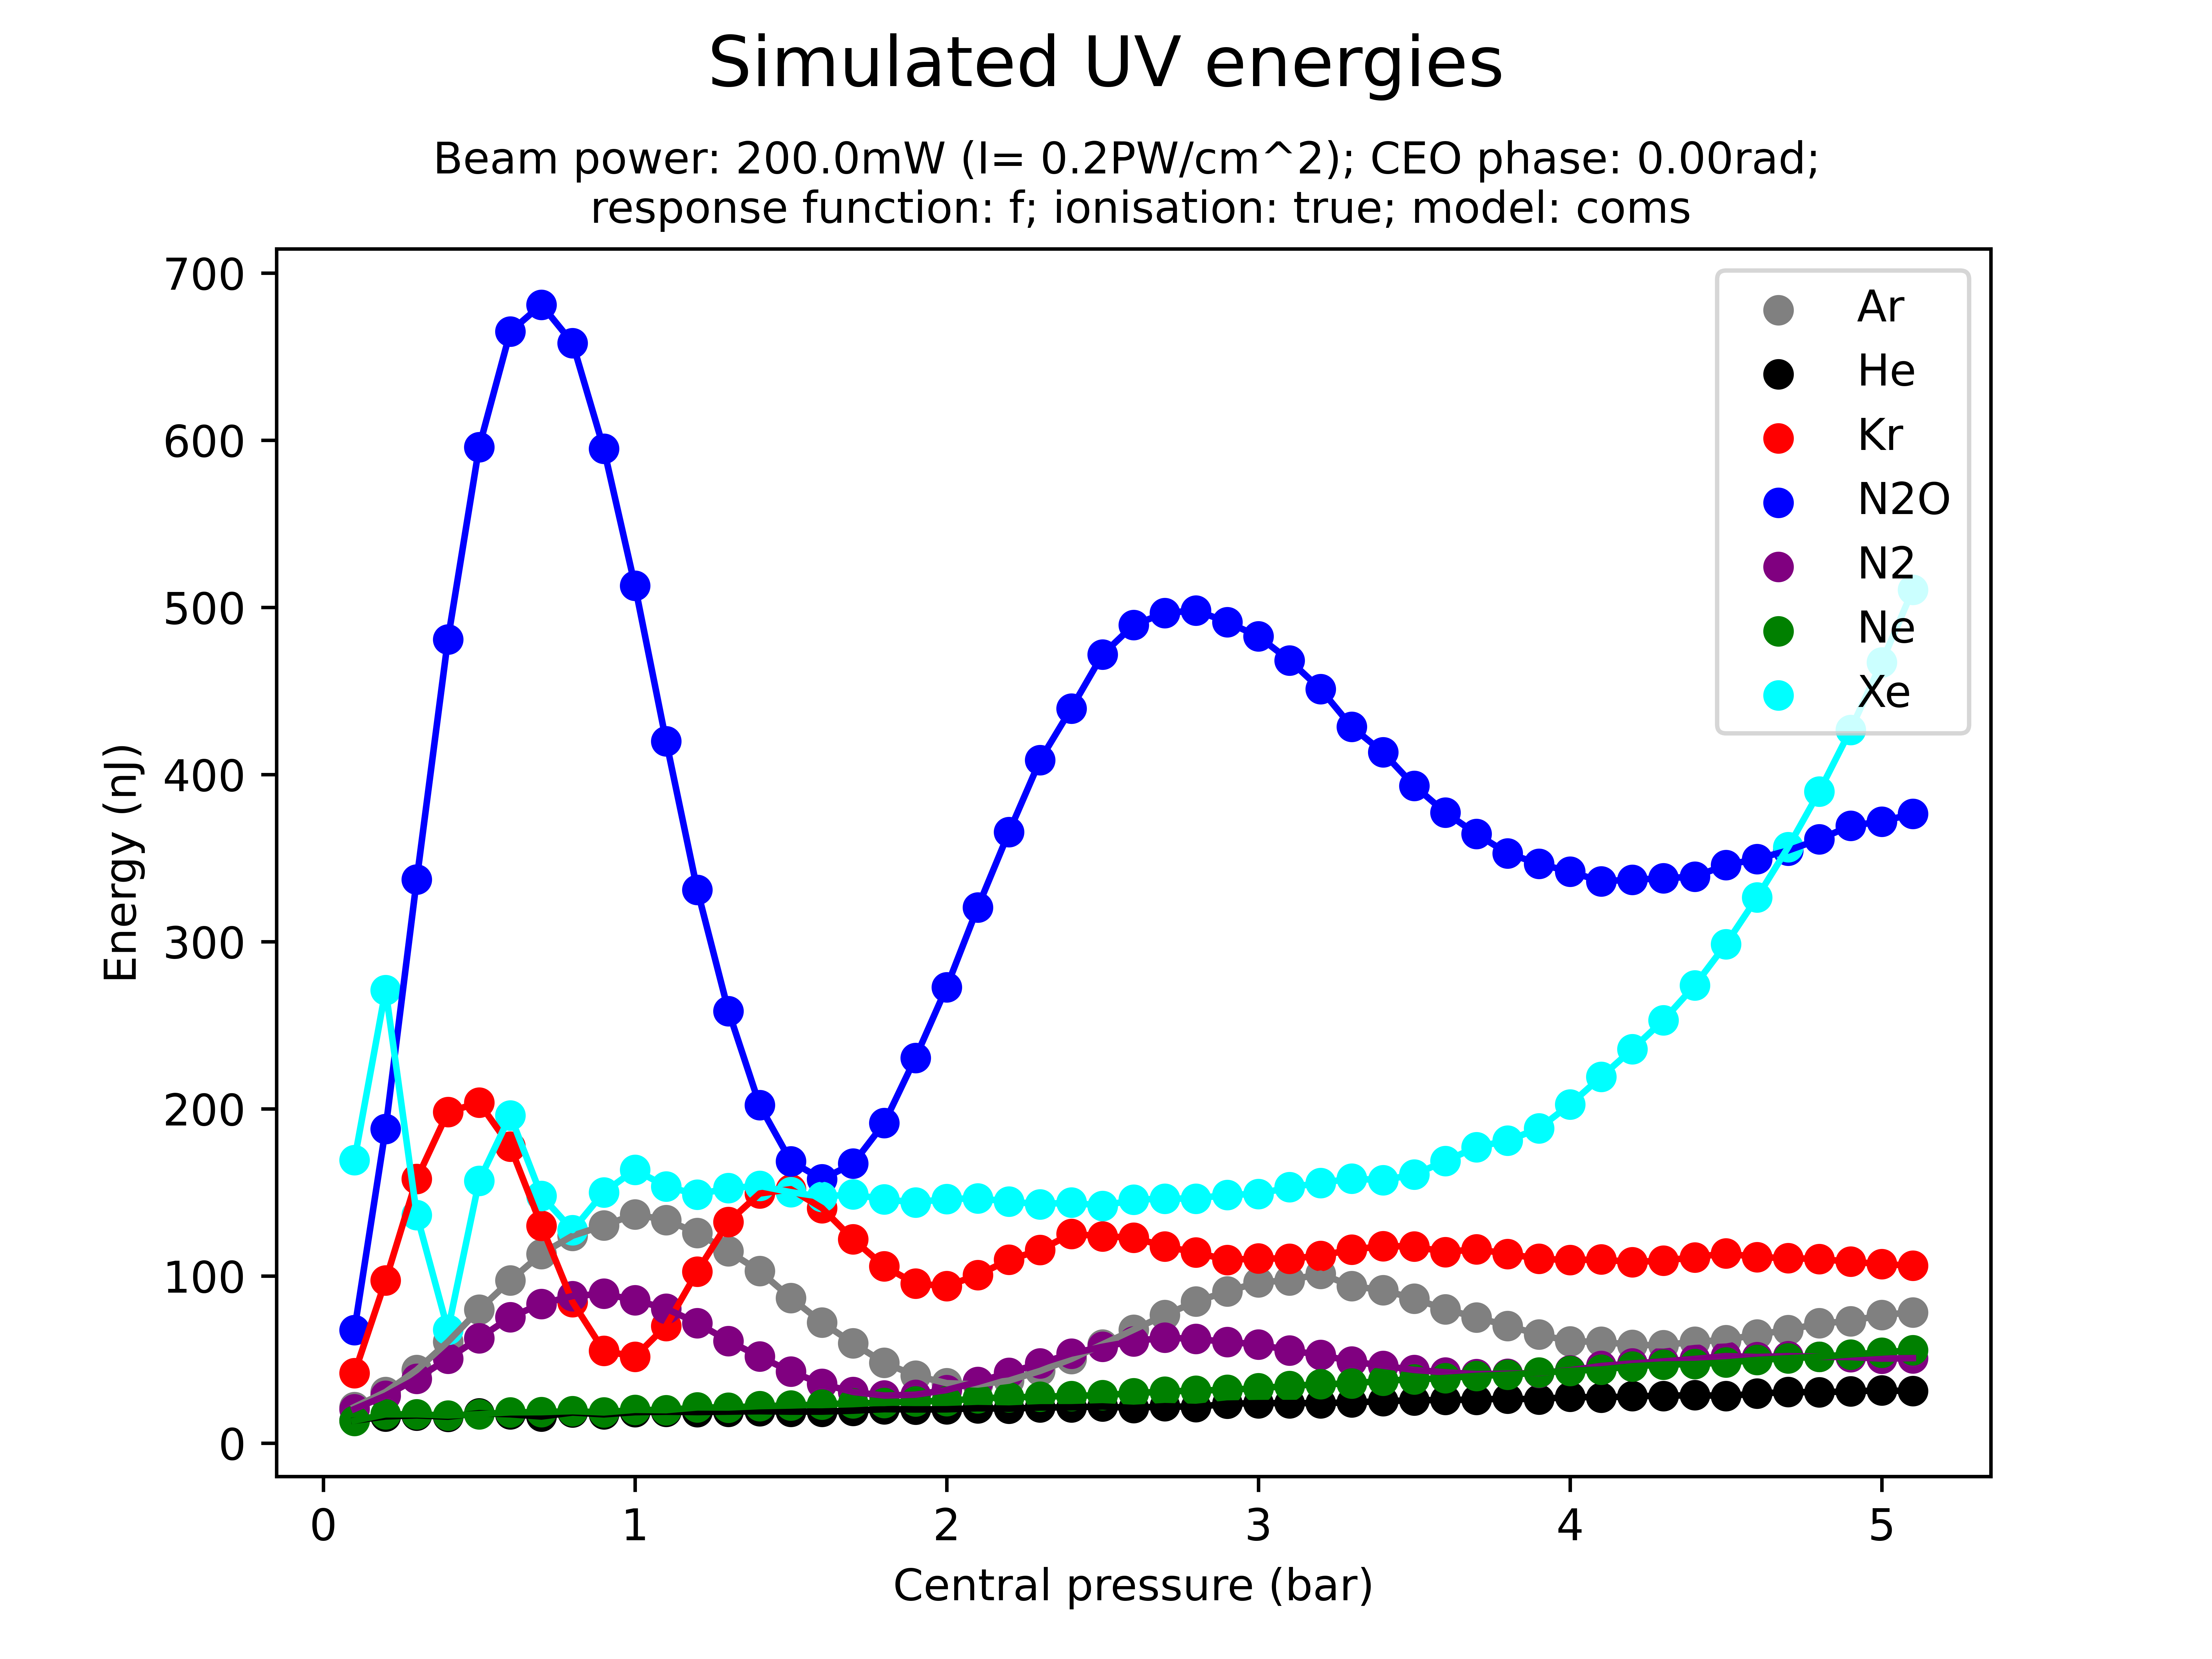 Simulated UV energies
Beam power: 200.0mW (I= 0.2PW/cm^2); CEO phase: 0.00rad;
response function: f; ionisation: true; model: coms
700
600
500
400
300
200
100
0
Energy (nJ)
Ar
He
Kr
N2O
N2
Ne
Xe
0 1 2 3 4 5
Central pressure (bar)